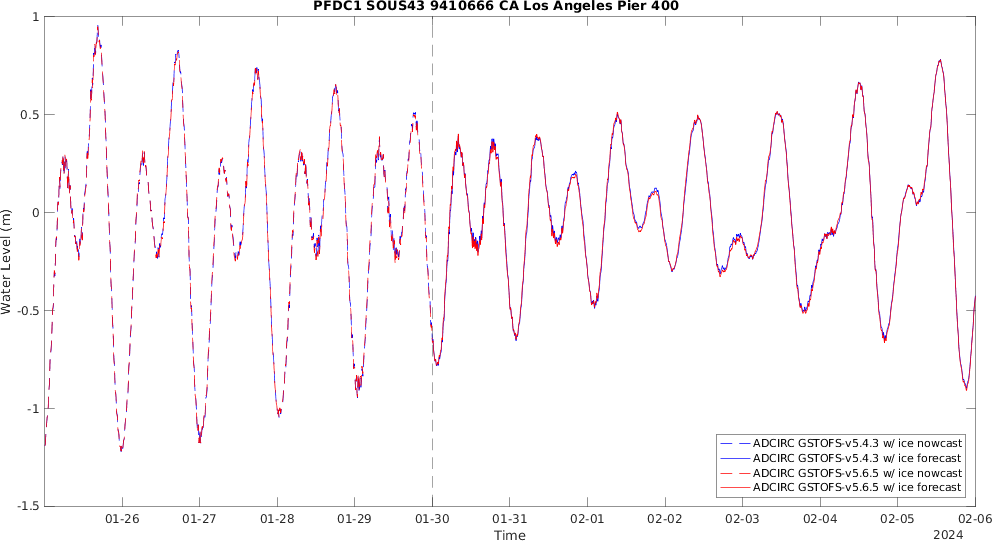 PFDC1 SOUS43 9410666 CA Los Angeles Pier 400
1
0.5
0
-0.5
-1
-1.5
Water Level (m)
ADCIRC GSTOFS-v5.4.3 w/ ice nowcast
ADCIRC GSTOFS-v5.4.3 w/ ice forecast
ADCIRC GSTOFS-v5.6.5 w/ ice nowcast
ADCIRC GSTOFS-v5.6.5 w/ ice forecast
01-26 01-27 01-28 01-29 01-30 01-31 02-01 02-02 02-03 02-04 02-05 02-06
Time 2024